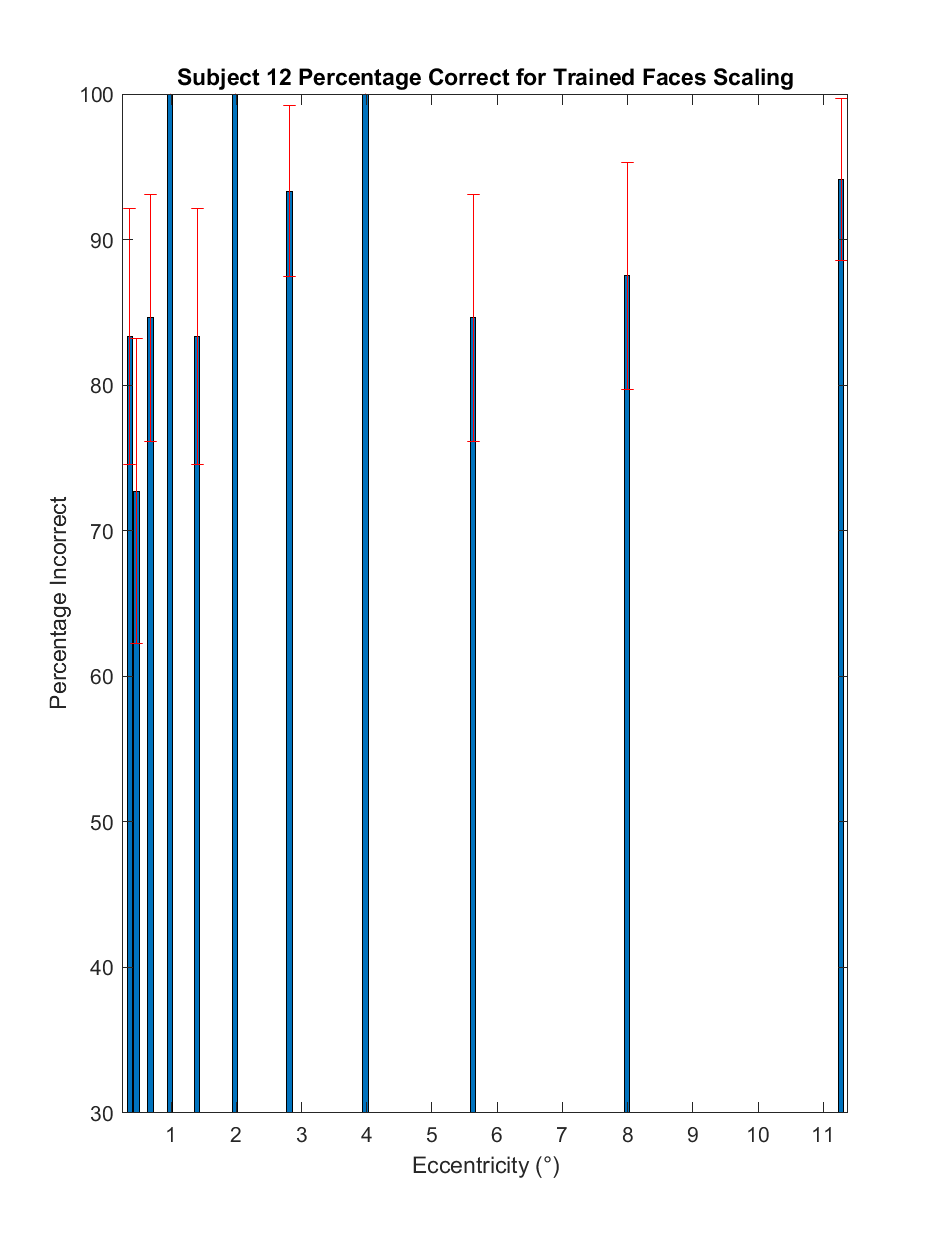 Subject 12 Percentage Correct for Trained Faces Scaling
100
90
80
70
60
50
40
30
Percentage Incorrect
1 2 3 4 5 6 7 8 9 10 11
Eccentricity (°)